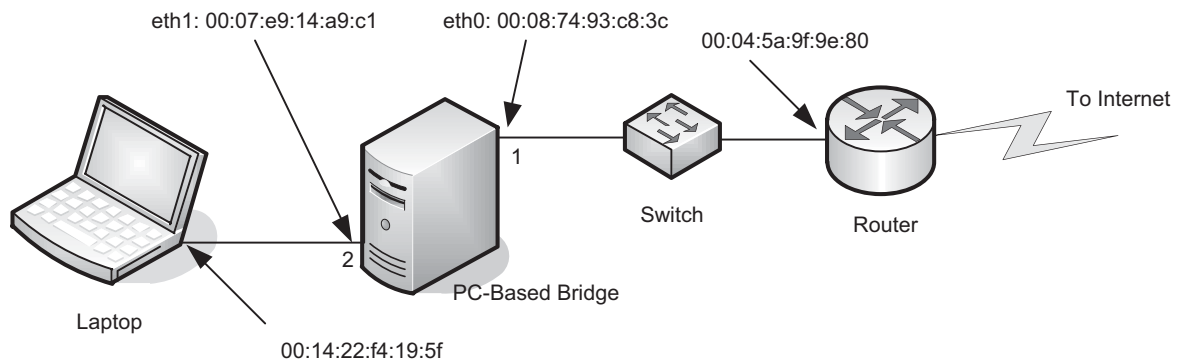 eth1: 00:07:e9:14:a9:c1
eth0: 00:08:74:93:c8:3c
00:04:5a:9f:9e:80
To Internet
1
Switch
Router
2
PC-Based Bridge
Laptop
00:14:22:f4:19:5f